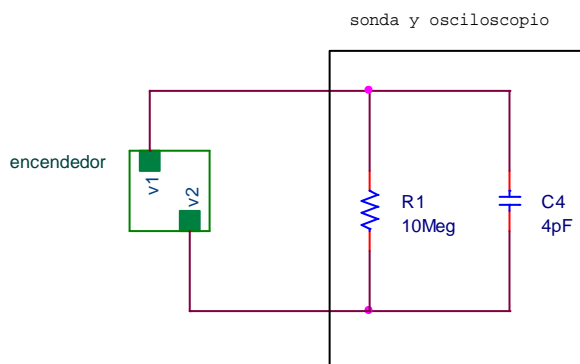 sonda y osciloscopio
encendedor
v1
v2
R1
10Meg
C4
4pF